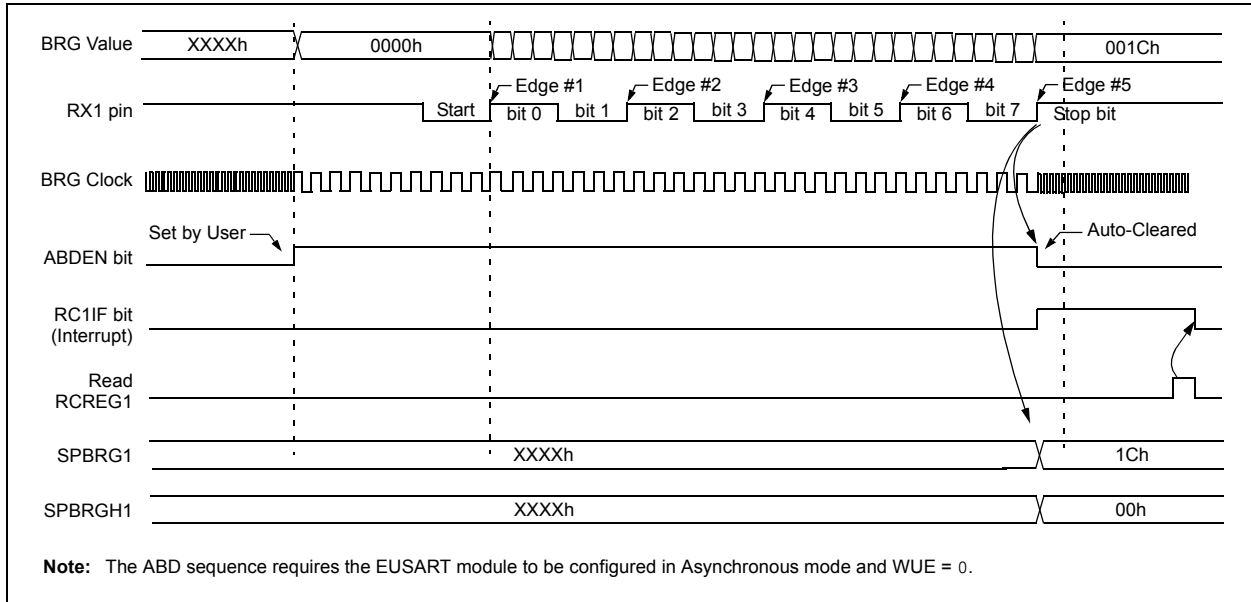 BRG Value
XXXXh
0000h
001Ch
Edge #1
Edge #2
Edge #3
Edge #4
Edge #5
RX1 pin
Start
bit 0
bit 1
bit 2
bit 3
bit 4
bit 5
bit 6
bit 7
Stop bit
BRG Clock
Set by User
Auto-Cleared
ABDEN bit
RC1IF bit
(Interrupt)
Read
RCREG1
SPBRG1
XXXXh
1Ch
SPBRGH1
XXXXh
00h
Note: The ABD sequence requires the EUSART module to be configured in Asynchronous mode and WUE = 0.